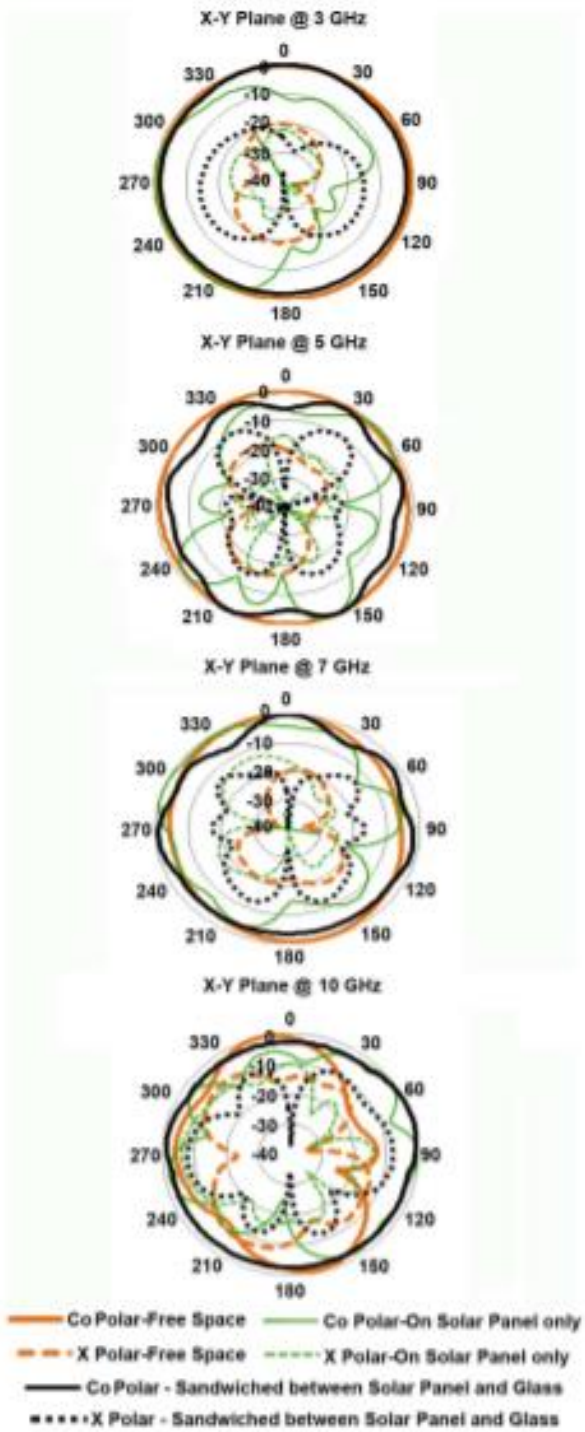 X-Y Plane @ 3 GHz
0
330 0 30
-10
300 -20 60
-30
270 -40 90
240 120
210 150
180
X-Y Plane @ 5 GHz
0
330 0 30
-10
300 -20 60
-30
270 -40 90
240 120
210 150
180
X-Y Plane @ 7 GHz
0
330 0 30
-10
300 -20 60
-30
270 -40 90
240 120
210 150
180
X-Y Plane @ 10 GHz
0
330 0 30
-10
300 -20 60
-30
270 -40 90
240 120
210 150
180
Co Polar-Free Space Co Polar-On Solar Panel only
X Polar-Free Space X Polar-On Solar Panel only
Co Polar - Sandwiched between Solar Panel and Glass
X Polar - Sandwiched between Solar Panel and Glass